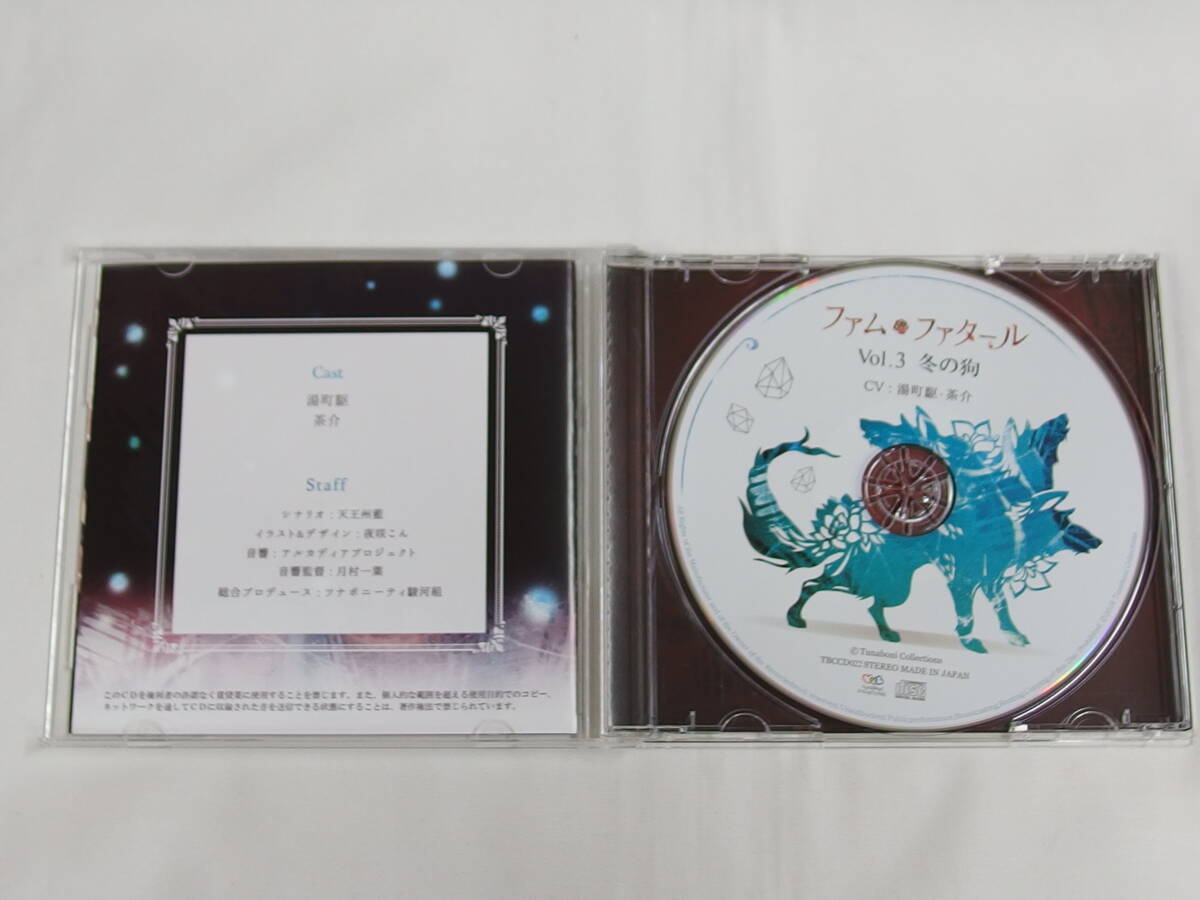 Cast
湯町駆
茶介
Staff
シナリオ：天王州藍
イラスト&デザイン：夜咲こん
音響：アルカディアプロジェクト
音響監督：月村一葉
総合プロデュース：ツナボニーティ駿河組
このCDを権利者の許諾なく賃貸業に使用することを禁じます。また、個人的な範囲を超える使用目的でのコピー、
ネットワークを通してCDに収録された音を送信できる状態にすることは、著作権法で禁じられています。
ファム・ファタール
Vol.3 冬の狗
CV：湯町駆・茶介
© Tunaboni Collections
TBCCD022 STEREO MADE IN JAPAN